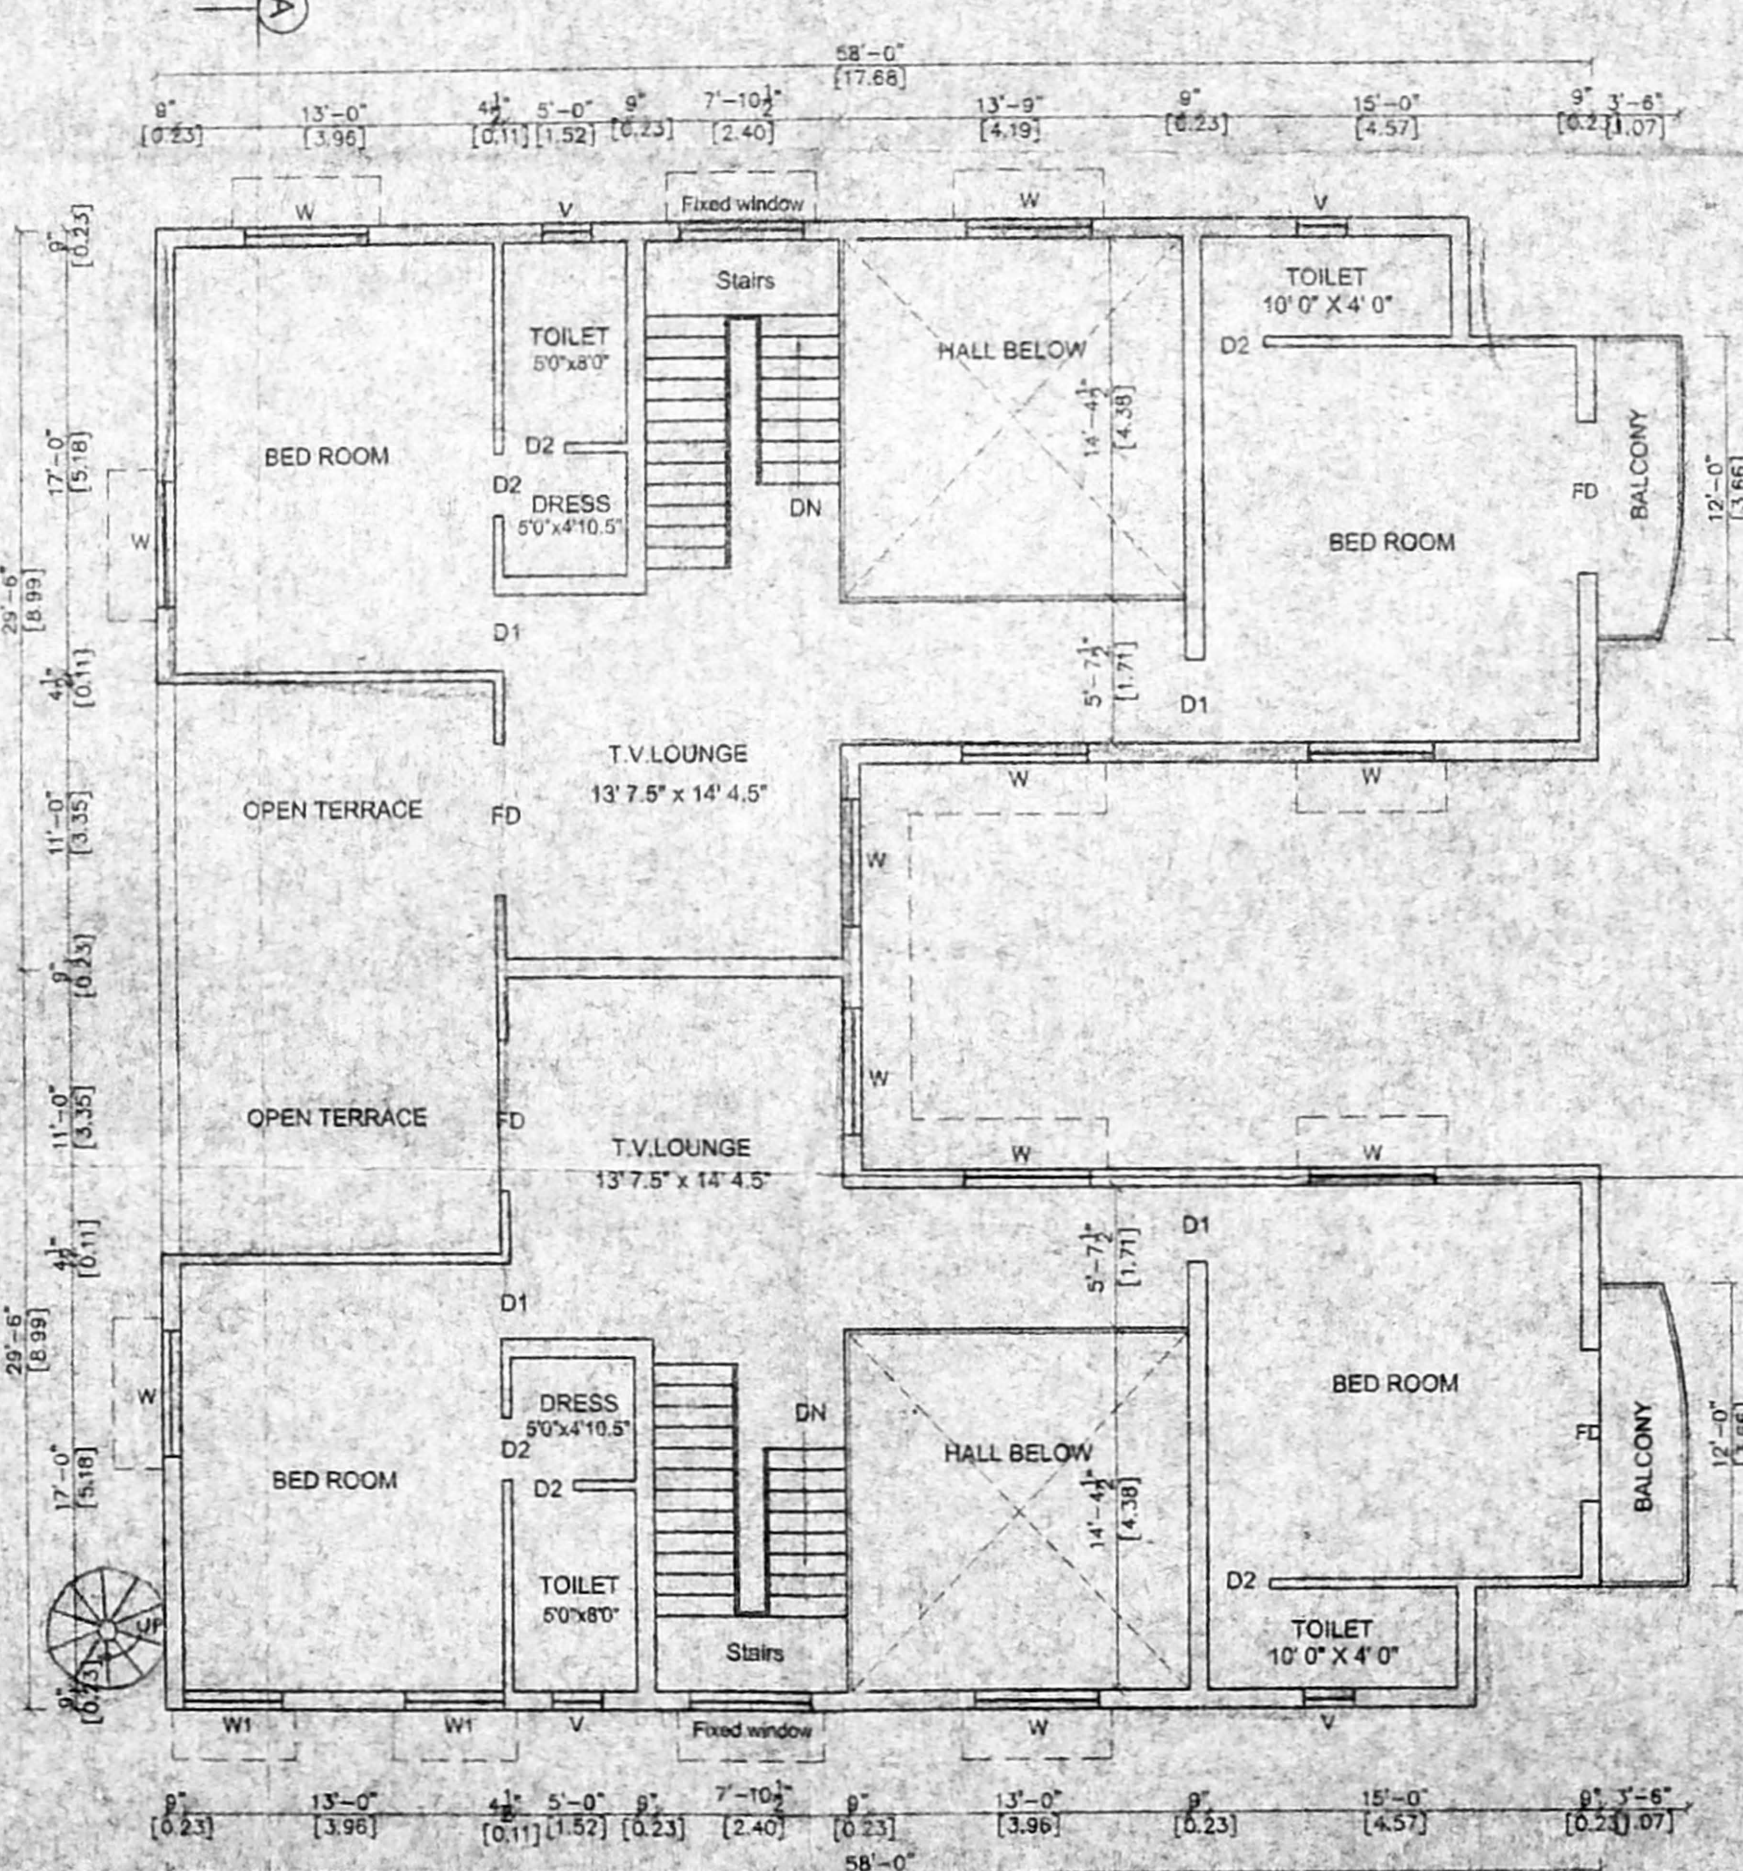 A
58'-0"
[17.68]
9" 13'-0" 4½" 5'-0" 9" 7'-10½" 13'-9" 9" 15'-0" 9" 3'-6"
[0.23] [3.96] [0.11] [1.52] [0.23] [2.40] [4.19] [0.23] [4.57] [0.23] [1.07]
W V Fixed window W V
9"
[0.23]
Stairs
TOILET
10' 0" X 4' 0"
TOILET
5'0"x8'0"
HALL BELOW
D2
14'-4½"
[4.38]
BED ROOM
D2
17'-0"
[5.18]
D2
DRESS
5'0"x4'10.5"
DN
FD
BALCONY
12'-0"
[3.66]
W
BED ROOM
29'-6"
[8.99]
D1
4½"
[0.11]
5'-7½"
[1.71]
D1
T.V.LOUNGE
13' 7.5" x 14' 4.5"
W
W
OPEN TERRACE
FD
11'-0"
[3.35]
W
9"
[0.23]
W
OPEN TERRACE
FD
11'-0"
[3.35]
T.V.LOUNGE
13' 7.5" x 14' 4.5"
W
W
4½"
[0.11]
5'-7½"
[1.71]
D1
D1
29'-6"
[8.99]
W
DRESS
5'0"x4'10.5"
DN
BED ROOM
D2
HALL BELOW
FD
BALCONY
12'-0"
BED ROOM
D2
17'-0"
[5.18]
14'-4½"
[4.38]
TOILET
5'0"x8'0"
D2
UP
Stairs
TOILET
10' 0" X 4' 0"
9"
[0.23]
W1 W1 V Fixed window W V
9" 13'-0" 4½" 5'-0" 9" 7'-10½" 9" 13'-0" 9" 15'-0" 9" 3'-6"
[0.23] [3.96] [0.11] [1.52] [0.23] [2.40] [0.23] [3.96] [0.23] [4.57] [0.23] [1.07]
58'-0"